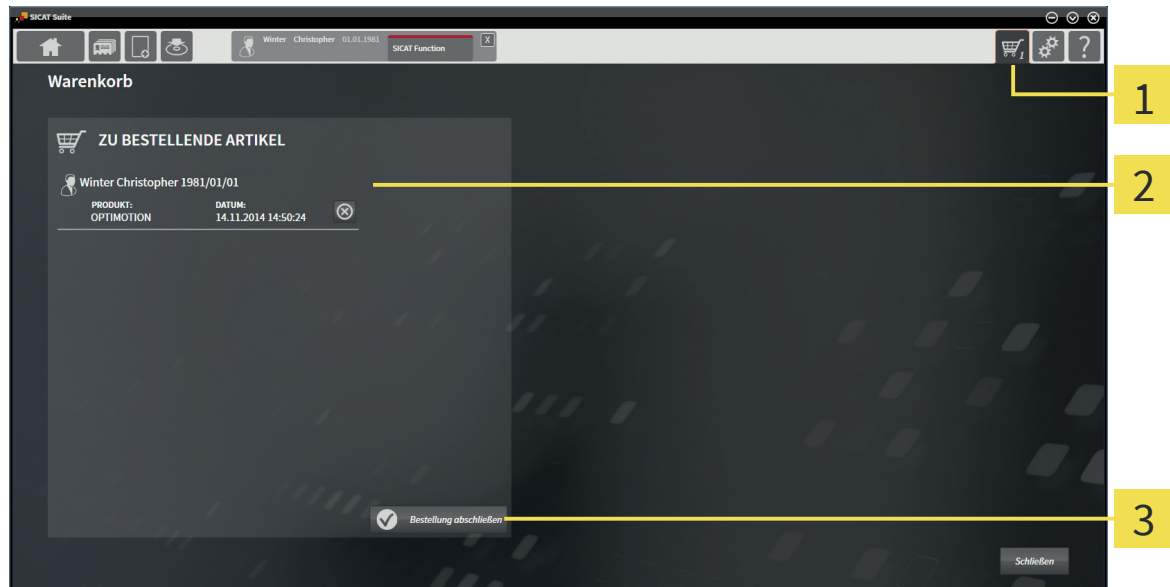 SICAT Suite
Winter Christopher 01.01.1981
SICAT Function
X
1
?
Warenkorb
1
ZU BESTELLENDE ARTIKEL
Winter Christopher 1981/01/01
2
PRODUKT: DATUM:
OPTIMOTION 14.11.2014 14:50:24
Bestellung abschließen
3
Schließen